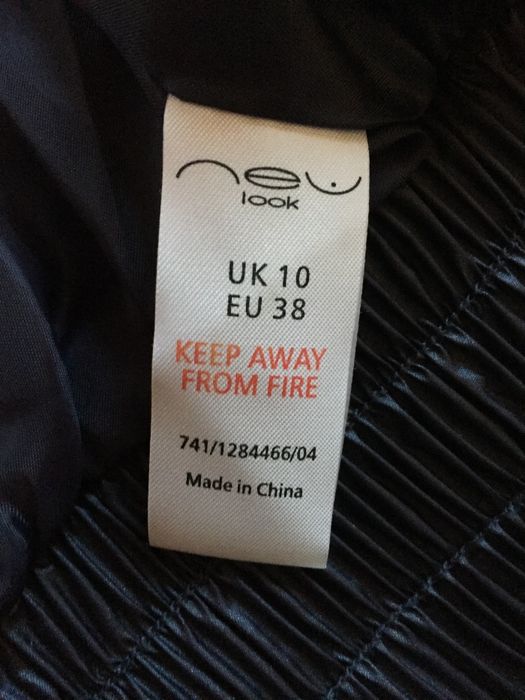 new
look
UK 10
EU 38
KEEP AWAY
FROM FIRE
741/1284466/04
Made in China